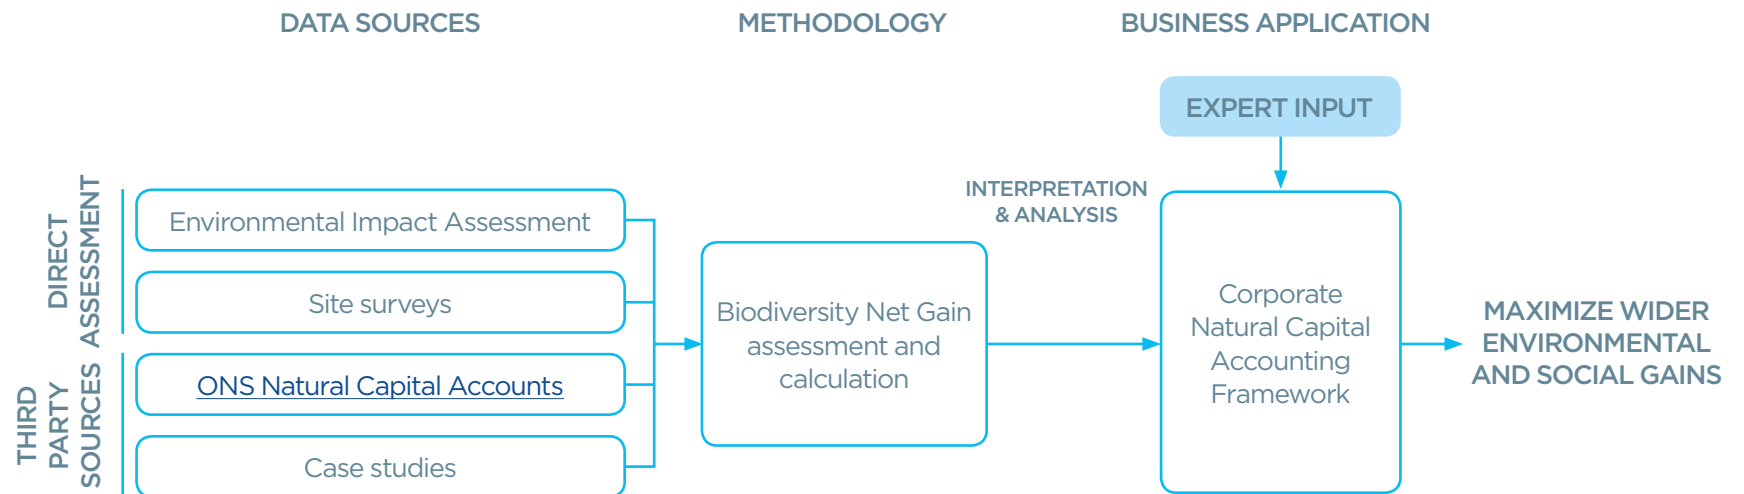 DATA SOURCES
METHODOLOGY
BUSINESS APPLICATION
EXPERT INPUT
DIRECT
ASSESSMENT
Environmental Impact Assessment
Site surveys
THIRD
PARTY
SOURCES
ONS Natural Capital Accounts
Case studies
Biodiversity Net Gain
assessment and
calculation
INTERPRETATION
& ANALYSIS
Corporate
Natural Capital
Accounting
Framework
MAXIMIZE WIDER
ENVIRONMENTAL
AND SOCIAL GAINS